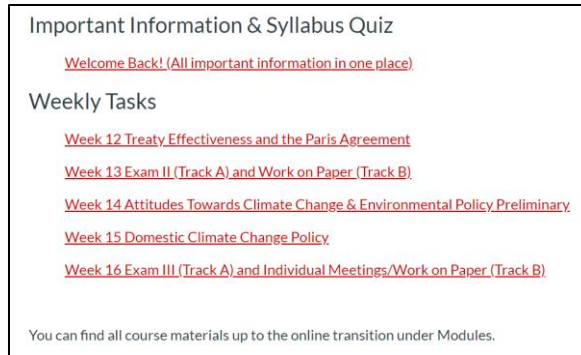 Important Information & Syllabus Quiz
Welcome Back! (All important information in one place)
Weekly Tasks
Week 12 Treaty Effectiveness and the Paris Agreement
Week 13 Exam II (Track A) and Work on Paper (Track B)
Week 14 Attitudes Towards Climate Change & Environmental Policy Preliminary
Week 15 Domestic Climate Change Policy
Week 16 Exam III (Track A) and Individual Meetings/Work on Paper (Track B)
You can find all course materials up to the online transition under Modules.